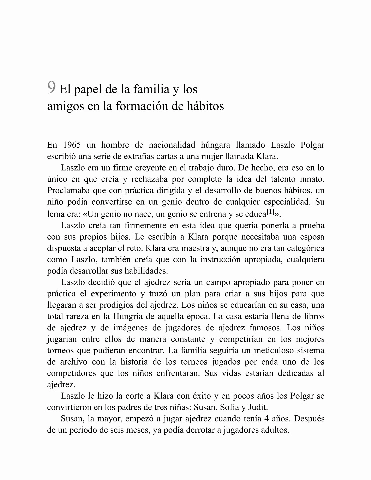 9 El papel de la familia y los
amigos en la formación de hábitos
En 1965 un hombre de nacionalidad húngara llamado Laszlo Polgar
escribió una serie de extrañas cartas a una mujer llamada Klara.
Laszlo era un firme creyente en el trabajo duro. De hecho, era eso en lo
único en que creía y rechazaba por completo la idea del talento innato.
Proclamaba que con práctica dirigida y el desarrollo de buenos hábitos, un
niño podía convertirse en un genio dentro de cualquier especialidad. Su
lema era: «Un genio no nace, un genio se entrena y se educa[1]».
Laszlo creía tan firmemente en esta idea que quería ponerla a prueba
con sus propios hijos. Le escribía a Klara porque necesitaba una esposa
dispuesta a aceptar el reto. Klara era maestra y, aunque no era tan categórica
como Laszlo, también creía que con la instrucción apropiada, cualquiera
podía desarrollar sus habilidades.
Laszlo decidió que el ajedrez sería un campo apropiado para poner en
práctica el experimento y trazó un plan para criar a sus hijos para que
llegaran a ser prodigios del ajedrez. Los niños se educarían en su casa, una
total rareza en la Hungría de aquella época. La casa estaría llena de libros
de ajedrez y de imágenes de jugadores de ajedrez famosos. Los niños
jugarían entre ellos de manera constante y competirían en los mejores
torneos que pudieran encontrar. La familia seguiría un meticuloso sistema
de archivo con la historia de los torneos jugados por cada uno de los
competidores que los niños enfrentaran. Sus vidas estarían dedicadas al
ajedrez.
Laszlo le hizo la corte a Klara con éxito y en pocos años los Polgar se
convirtieron en los padres de tres niñas: Susan, Sofía y Judit.
Susan, la mayor, empezó a jugar ajedrez cuando tenía 4 años. Después
de un periodo de seis meses, ya podía derrotar a jugadores adultos.